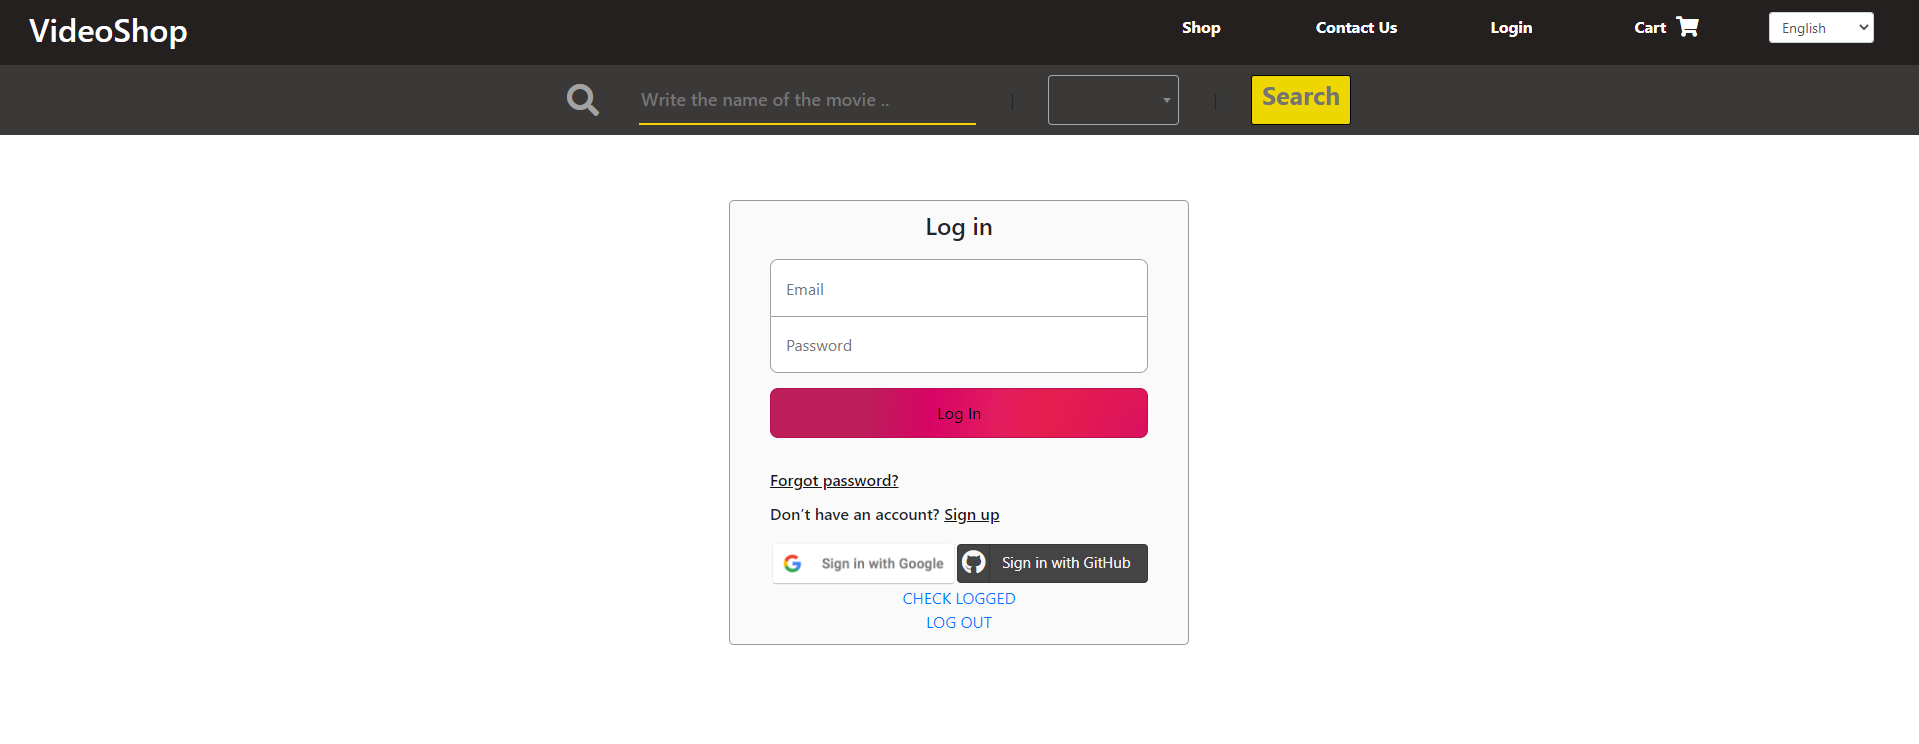 VideoShop Shop Contact Us Login Cart English
Write the name of the movie .. | | Search
Log in
Email
Password
Log In
Forgot password?
Don’t have an account? Sign up
Sign in with Google Sign in with GitHub
CHECK LOGGED
LOG OUT